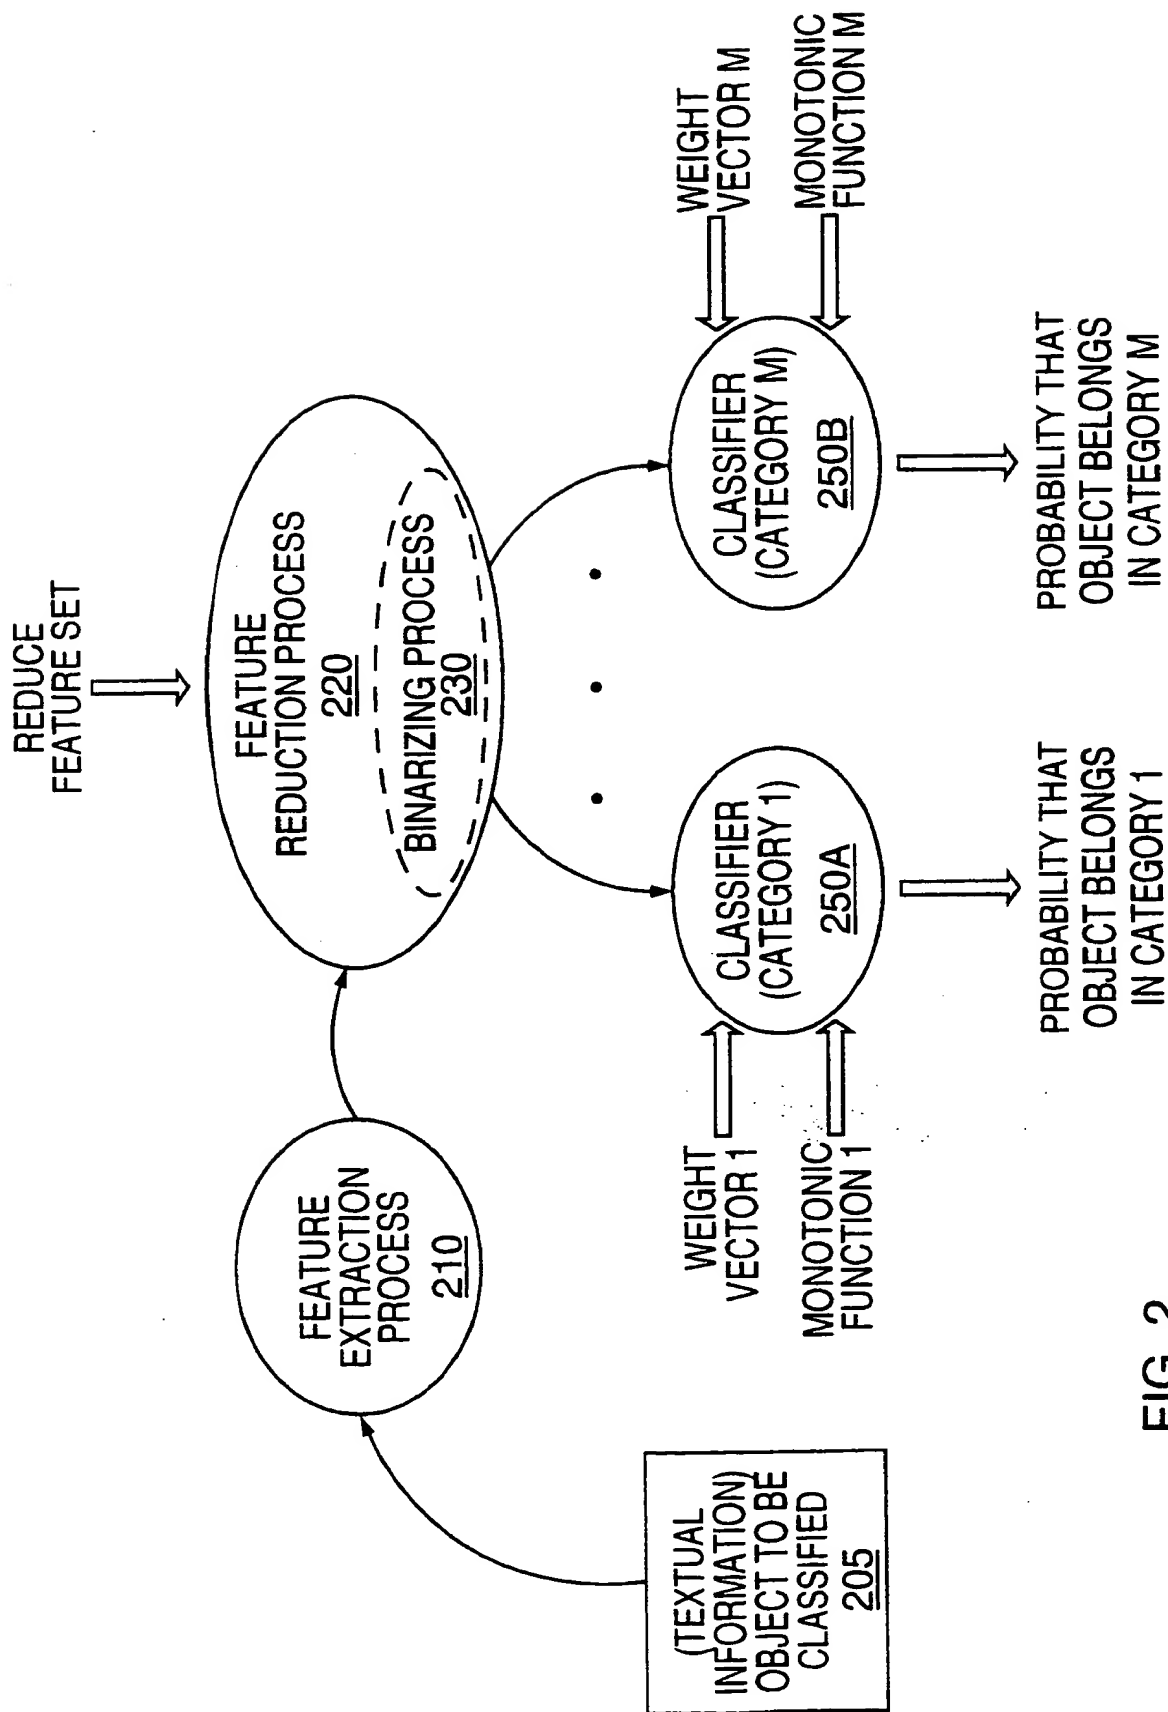 REDUCE
FEATURE SET
FEATURE
REDUCTION PROCESS
220
BINARIZING PROCESS
230
FEATURE
EXTRACTION
PROCESS
210
(TEXTUAL
INFORMATION)
OBJECT TO BE
CLASSIFIED
205
WEIGHT
VECTOR 1
MONOTONIC
FUNCTION 1
CLASSIFIER
(CATEGORY 1)
250A
PROBABILITY THAT
OBJECT BELONGS
IN CATEGORY 1
CLASSIFIER
(CATEGORY M)
250B
WEIGHT
VECTOR M
MONOTONIC
FUNCTION M
PROBABILITY THAT
OBJECT BELONGS
IN CATEGORY M
FIG. 2